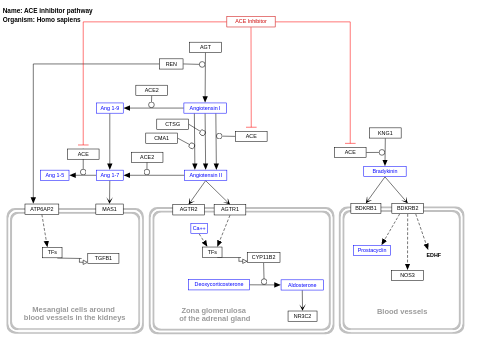 Name: ACE inhibitor pathway
Organism: Homo sapiens
ACE Inhibitor
AGT
REN
ACE2
Ang 1-9
Angiotensin I
CTSG
CMA1
ACE
KNG1
ACE
ACE2
ACE
Bradykinin
Ang 1-5
Ang 1-7
Angiotensin II
ATP6AP2
MAS1
AGTR2
AGTR1
BDKRB1
BDKRB2
Ca++
TFs
TGFB1
TFs
CYP11B2
Prostacyclin
EDHF
NOS3
Deoxycorticosterone
Aldosterone
NR3C2
Mesangial cells around
blood vessels in the kidneys
Zona glomerulosa
of the adrenal gland
Blood vessels